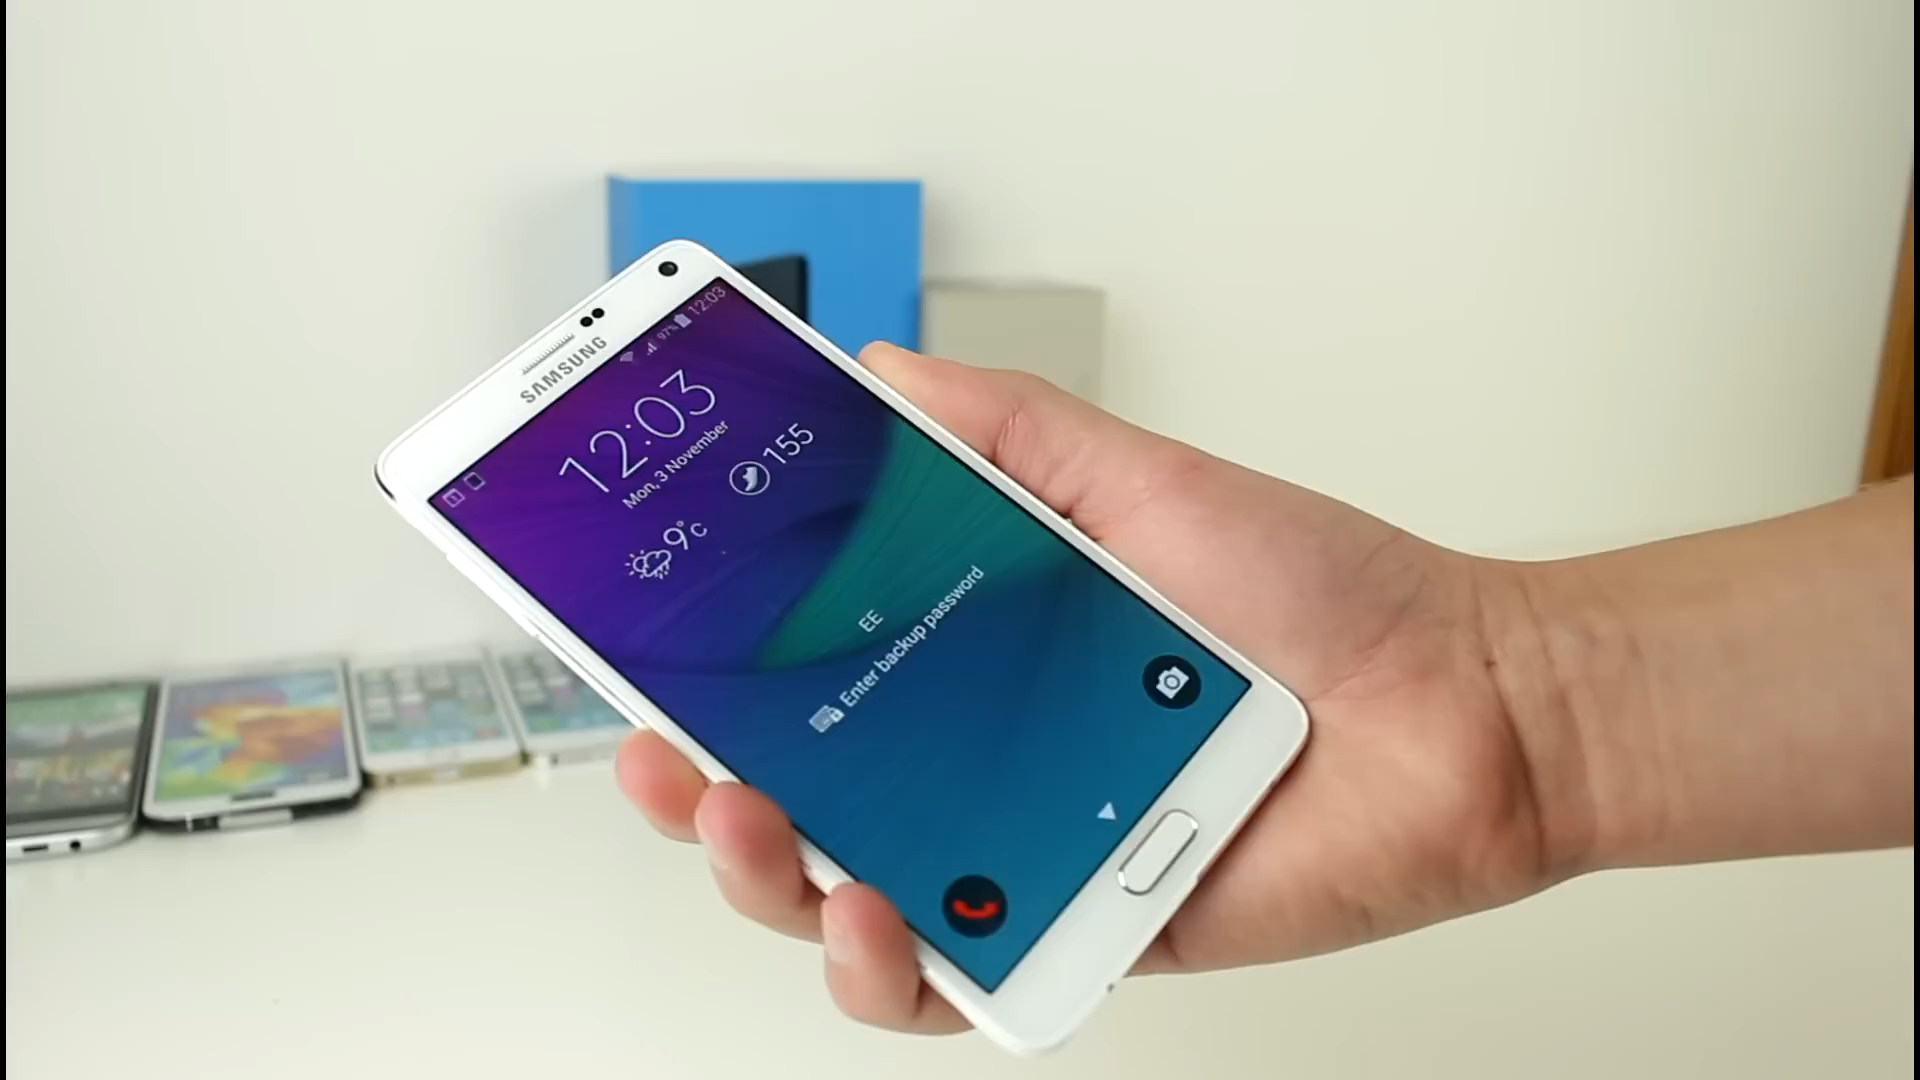 SAMSUNG
97% 12:03
12:03
Mon, 3 November
155
9°C
EE
Enter backup password